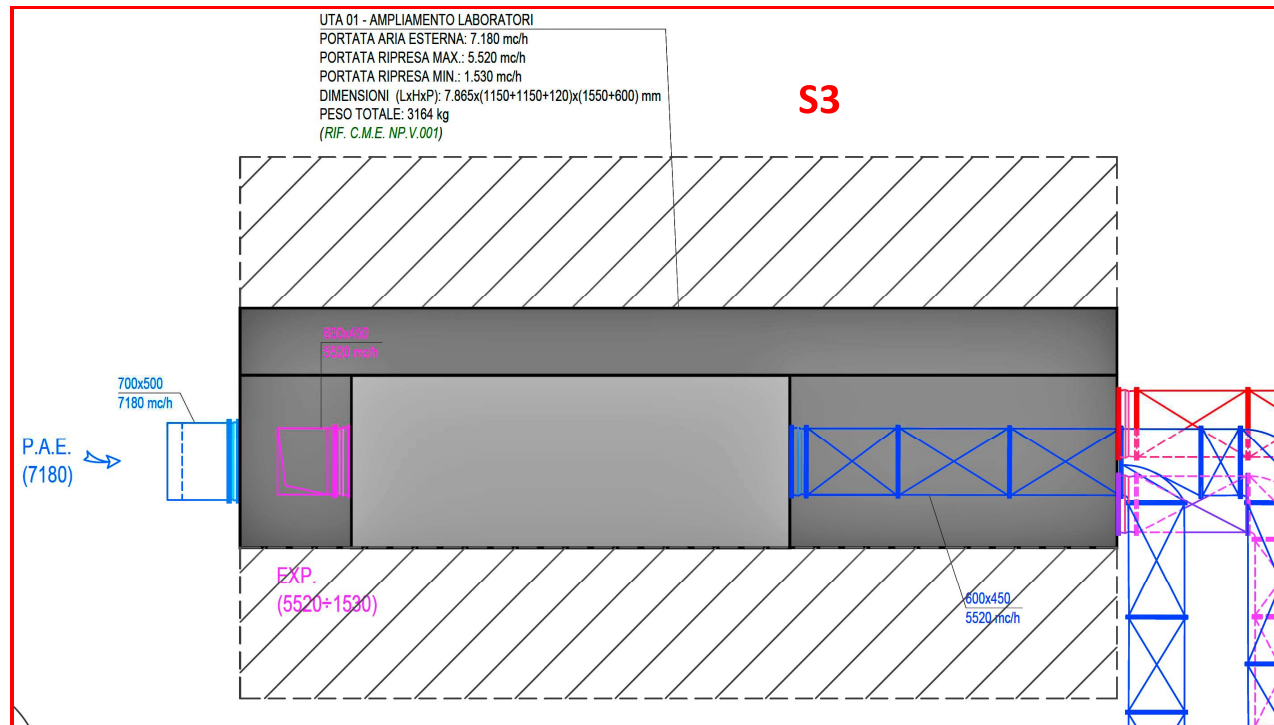 UTA 01 - AMPLIAMENTO LABORATORI
PORTATA ARIA ESTERNA: 7.180 mc/h
PORTATA RIPRESA MAX.: 5.520 mc/h
PORTATA RIPRESA MIN.: 1.530 mc/h
DIMENSIONI (LxHxP): 7.865x(1150+1150+120)x(1550+600) mm
PESO TOTALE: 3164 kg
(RIF. C.M.E. NP.V.001)
S3
5520 mc/h
700x500
7180 mc/h
P.A.E.
(7180)
EXP.
(5520÷1530)
600x450
5520 mc/h